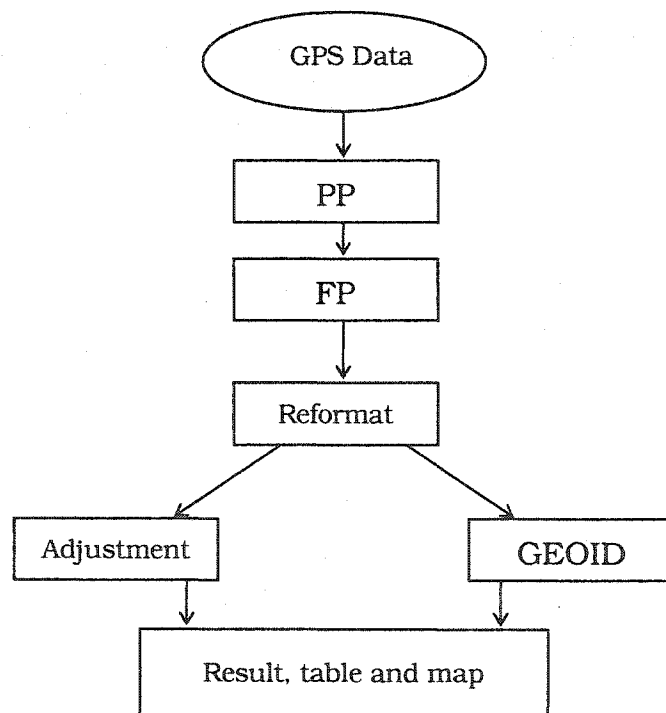 GPS Data
PP
FP
Reformat
Adjustment
GEOID
Result, table and map